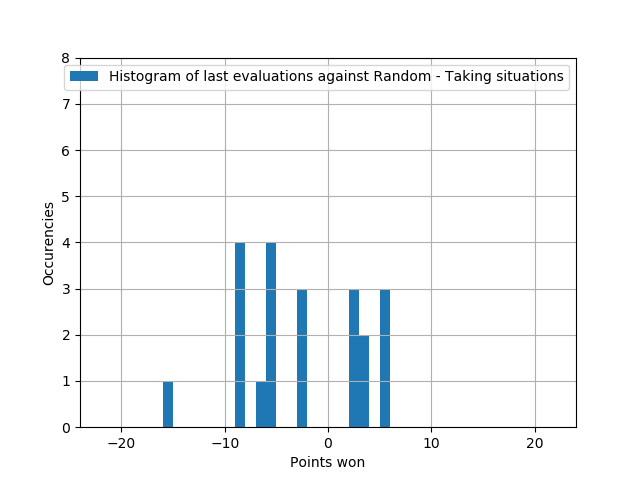 Histogram of last evaluations against Random - Taking situations
8
7
6
5
4
3
2
1
0
Occurencies
−20 −10 0 10 20
Points won